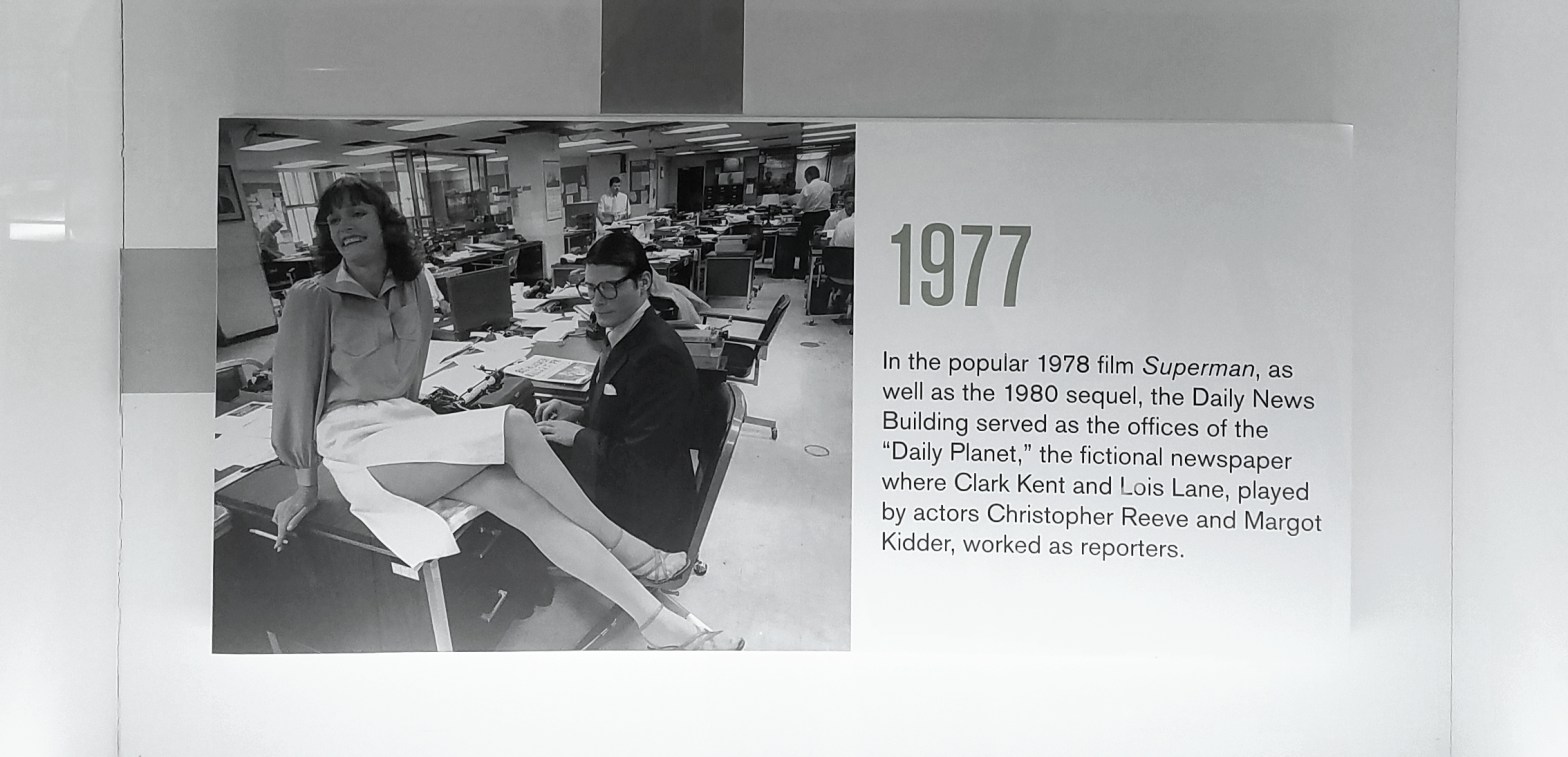 1977
In the popular 1978 film Superman, as
well as the 1980 sequel, the Daily News
Building served as the offices of the
“Daily Planet,” the fictional newspaper
where Clark Kent and Lois Lane, played
by actors Christopher Reeve and Margot
Kidder, worked as reporters.